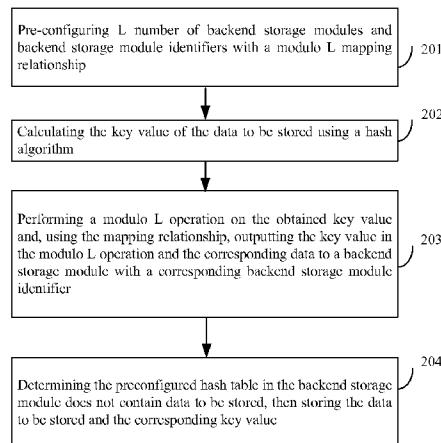 Pre-configuring L number of backend storage modules and
backend storage module identifiers with a modulo L mapping
relationship
201
202
Calculating the key value of the data to be stored using a hash
algorithm
Performing a modulo L operation on the obtained key value
and, using the mapping relationship, outputting the key value in
the modulo L operation and the corresponding data to a backend
storage module with a corresponding backend storage module
identifier
203
204
Determining the preconfigured hash table in the backend storage
module does not contain data to be stored, then storing the data
to be stored and the corresponding key value